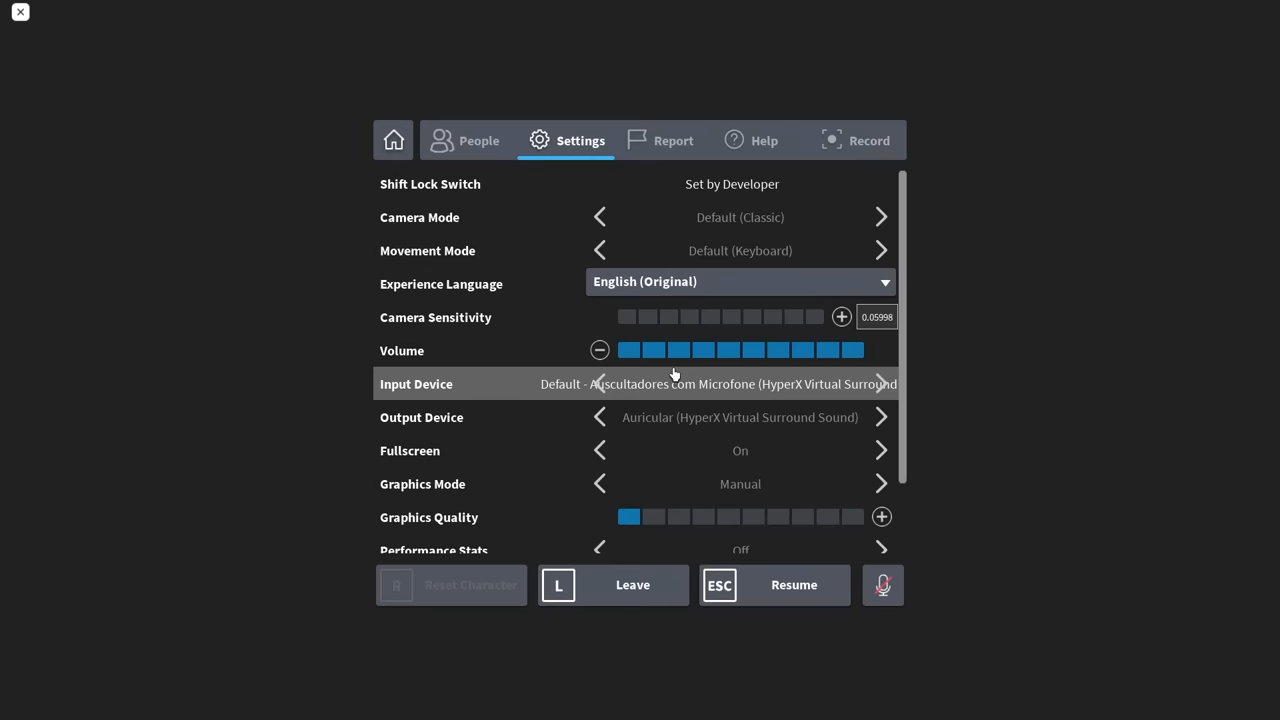 People Settings Report Help Record
Shift Lock Switch Set by Developer
Camera Mode Default (Classic)
Movement Mode Default (Keyboard)
Experience Language English (Original)
Camera Sensitivity 0.05998
Volume
Input Device Default - Auscultadores com Microfone (HyperX Virtual Surround
Output Device Auricular (HyperX Virtual Surround Sound)
Fullscreen On
Graphics Mode Manual
Graphics Quality
Performance Stats Off
R Reset Character L Leave ESC Resume